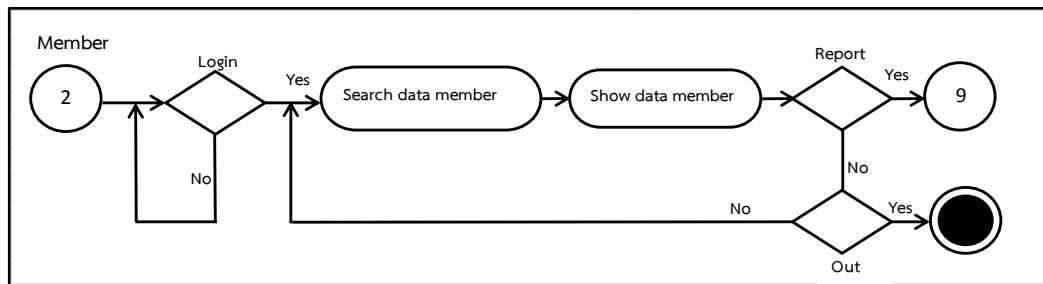 Member
Login
Report
2
Yes
Search data member
Show data member
Yes
9
No
No
No
Yes
Out